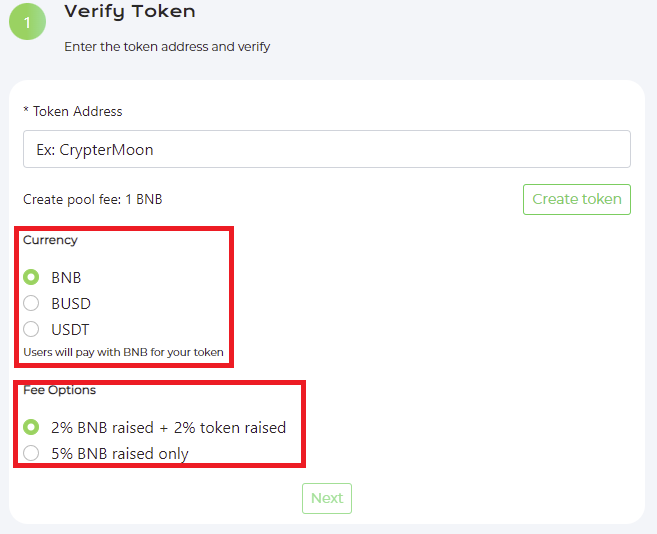 1
Verify Token
Enter the token address and verify
* Token Address
Ex: CrypterMoon
Create pool fee: 1 BNB
Create token
Currency
BNB
BUSD
USDT
Users will pay with BNB for your token
Fee Options
2% BNB raised + 2% token raised
5% BNB raised only
Next